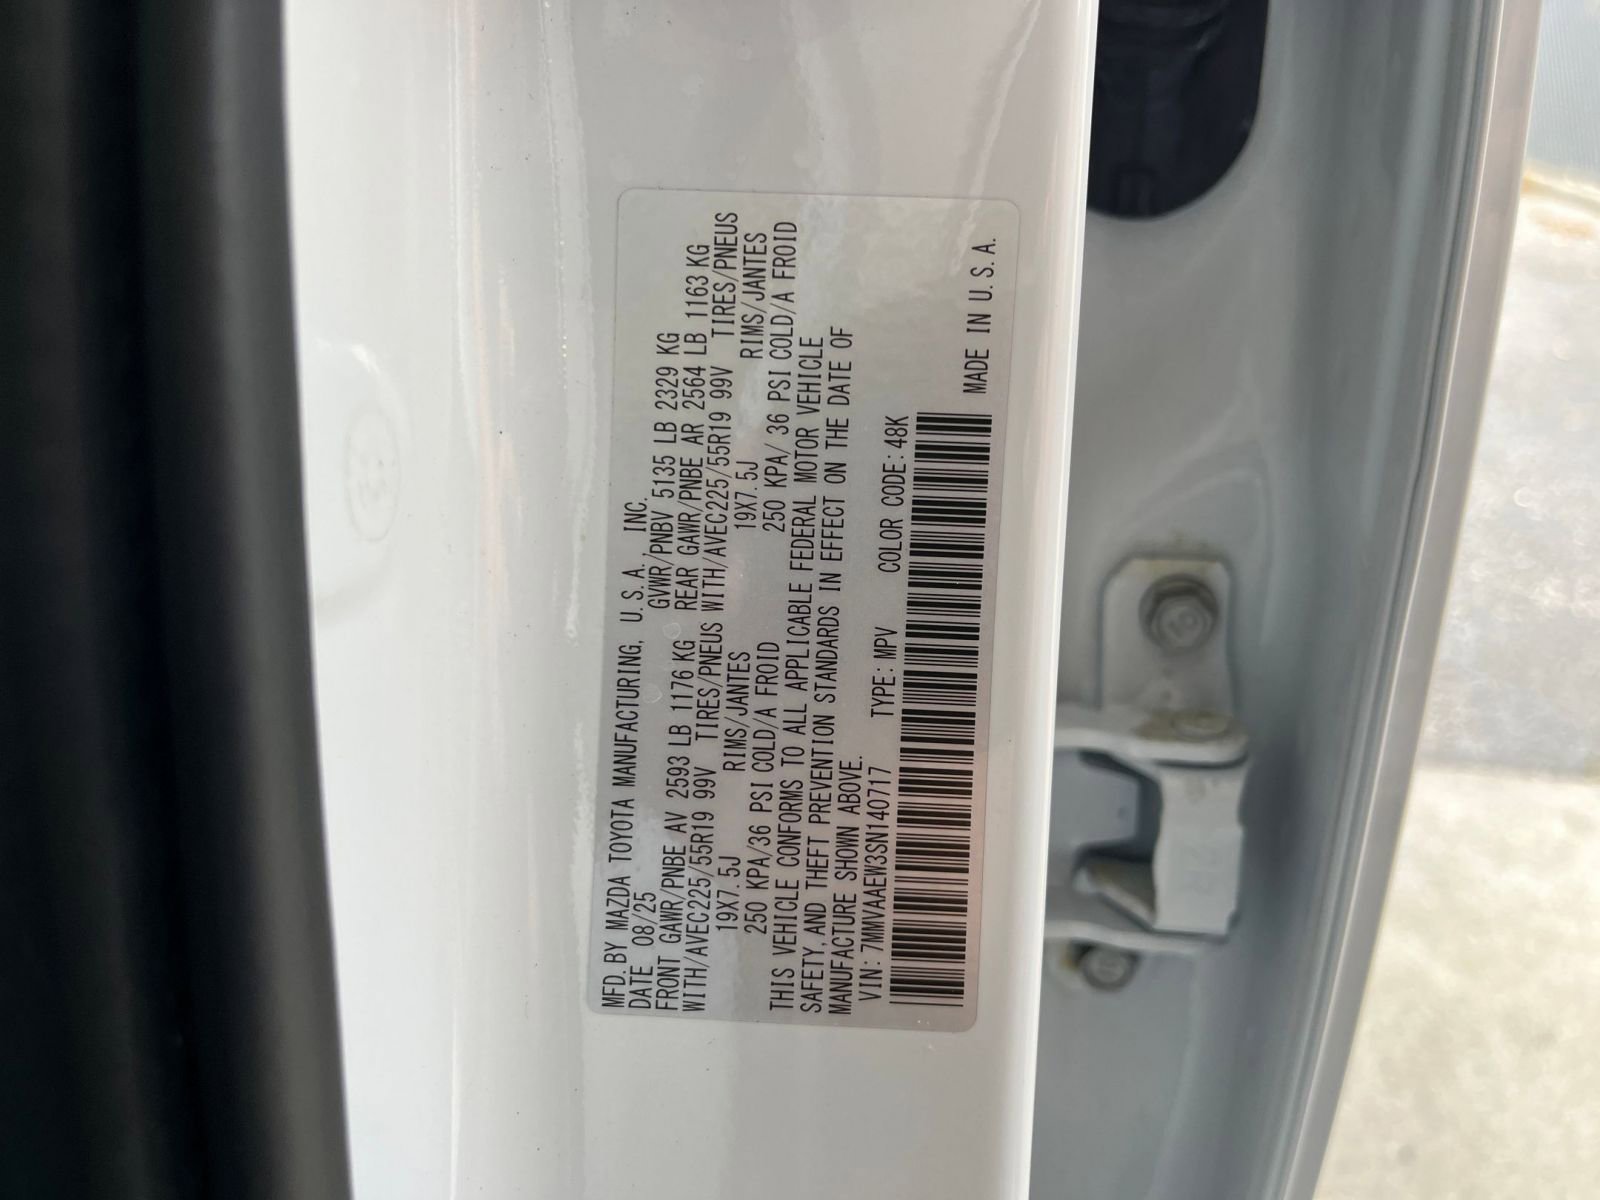 MFD.BY MAZDA TOYOTA MANUFACTURING, U.S.A. INC.
DATE 08/25 GVWR/PNBV 5135 LB 2329 KG
FRONT GAWR/PNBE AV 2593 LB 1176 KG REAR GAWR/PNBE AR 2564 LB 1163 KG
WITH/AVEC225/55R19 99V TIRES/PNEUS WITH/AVEC225/55R19 99V TIRES/PNEUS
19X7.5J RIMS/JANTES 19X7.5J RIMS/JANTES
250 KPA/36 PSI COLD/A FROID 250 KPA/ 36 PSI COLD/A FROID
THIS VEHICLE CONFORMS TO ALL APPLICABLE FEDERAL MOTOR VEHICLE
SAFETY, AND THEFT PREVENTION STANDARDS IN EFFECT ON THE DATE OF
MANUFACTURE SHOWN ABOVE.
VIN: 7MMVAAEW3SN140717 TYPE: MPV COLOR CODE: 48K
MADE IN U.S.A.
2R